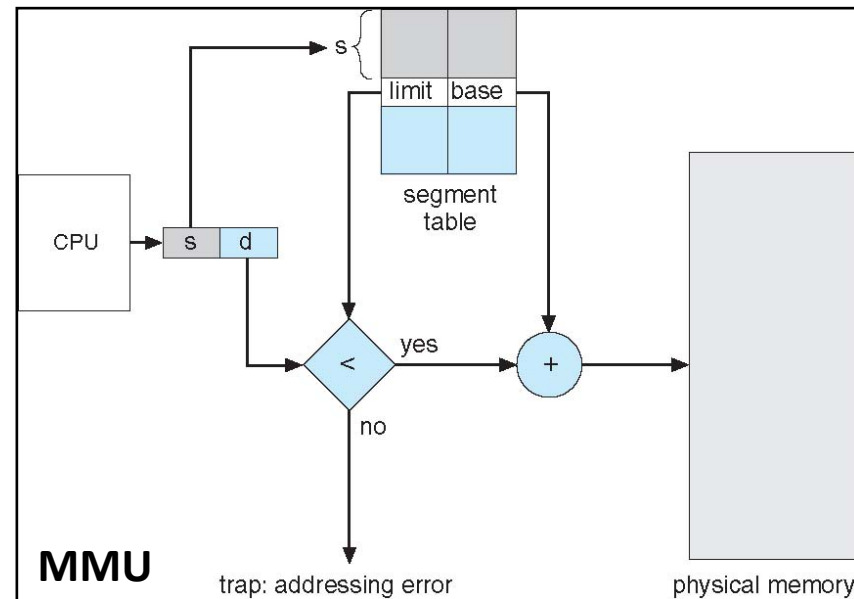 s
limit base
segment
table
CPU
s d
<
yes
+
no
MMU
trap: addressing error
physical memory